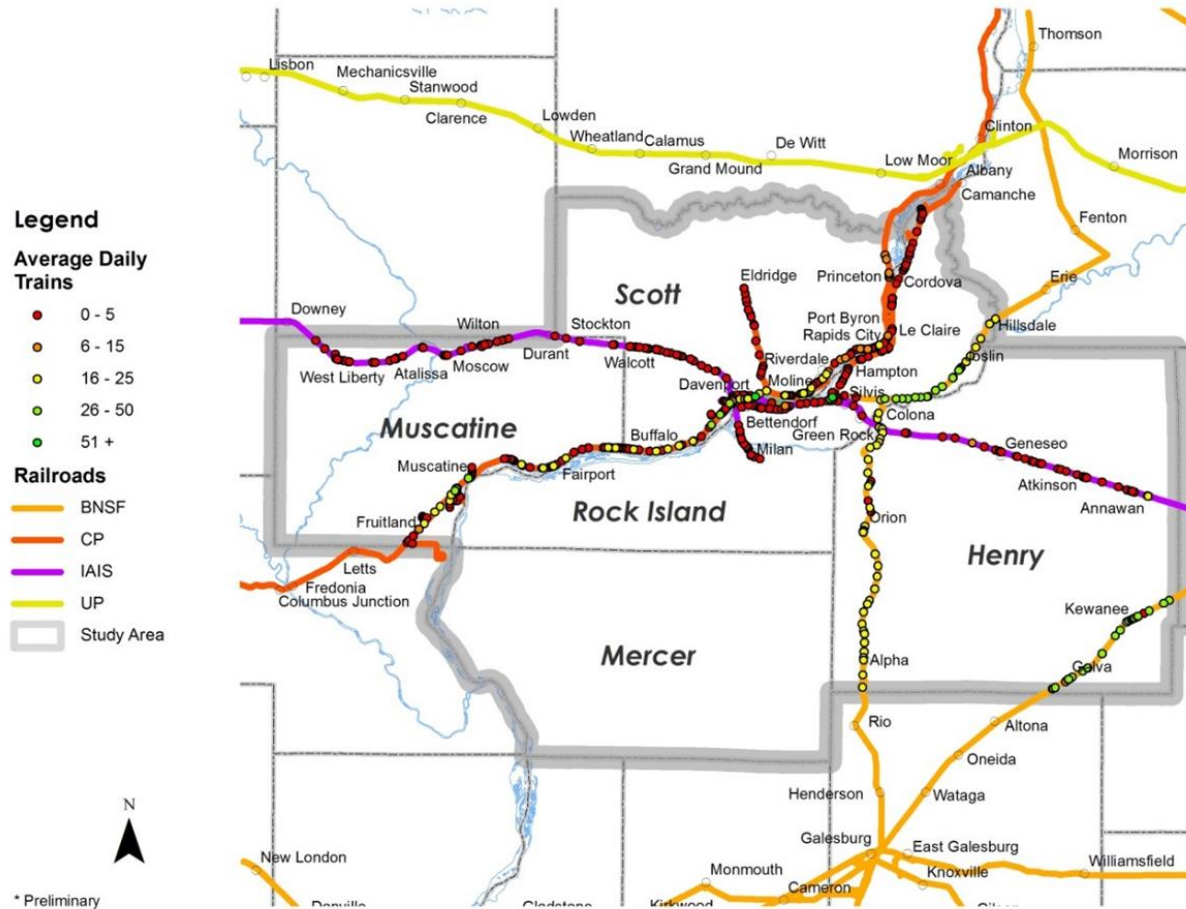 Thomson
Lisbon
Mechanicsville
Stanwood
Clarence
Lowden
Wheatland
Calamus
Grand Mound
De Witt
Low Moor
Clinton
Albany
Camanche
Morrison
Fenton
Erie
Legend
Average Daily
Trains
0 - 5
6 - 15
16 - 25
26 - 50
51 +
Railroads
BNSF
CP
IAIS
UP
Study Area
Downey
West Liberty
Atalissa
Moscow
Wilton
Durant
Stockton
Walcott
Eldridge
Scott
Princeton
Cordova
Port Byron
Rapids City
Le Claire
Hillsdale
Joslin
Riverdale
Hampton
Davenport
Moline
Silvis
Bettendorf
Colona
Green Rock
Milan
Geneseo
Atkinson
Annawan
Muscatine
Buffalo
Muscatine
Fairport
Fruitland
Rock Island
Orion
Henry
Letts
Fredonia
Columbus Junction
Kewanee
Mercer
Alpha
Galva
Rio
Altona
Oneida
Henderson
Wataga
Galesburg
East Galesburg
Williamsfield
Knoxville
Monmouth
Cameron
Kirkwood
New London
Danville
Gladstone
N
* Preliminary